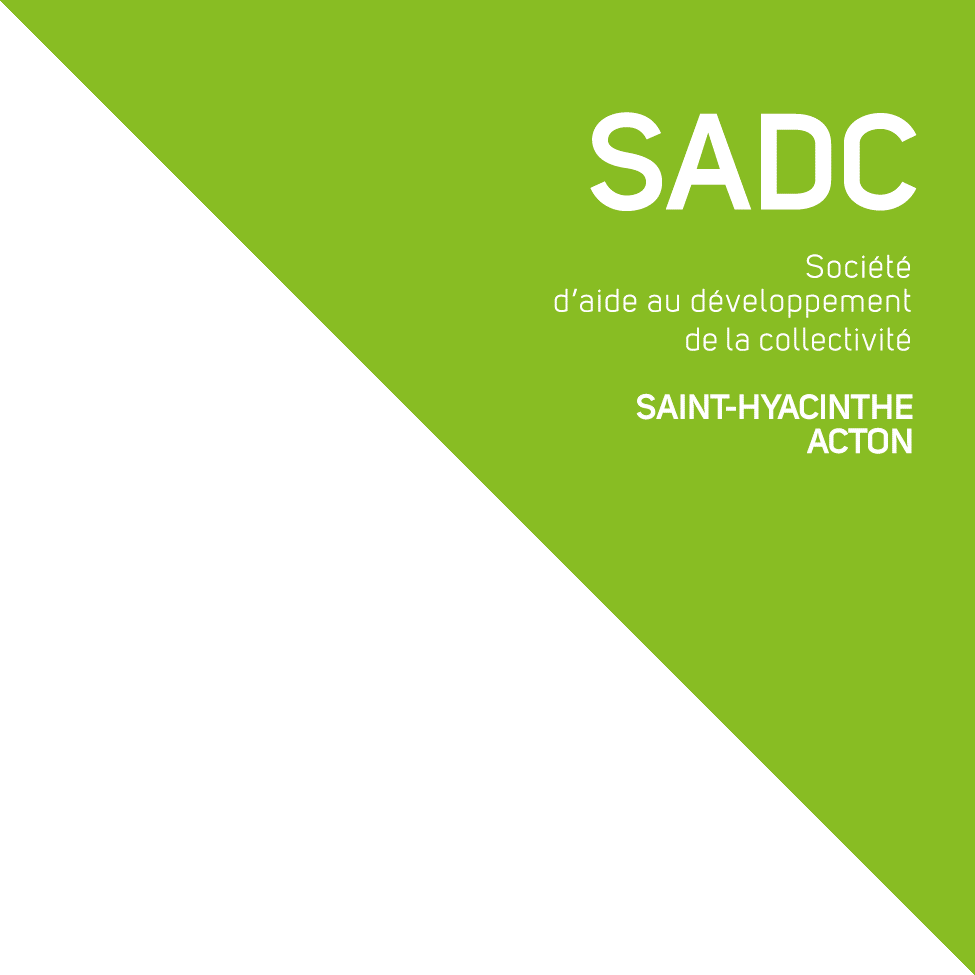 SADC
Société
d'aide au développement
de la collectivité
SAINT-HYACINTHE
ACTON